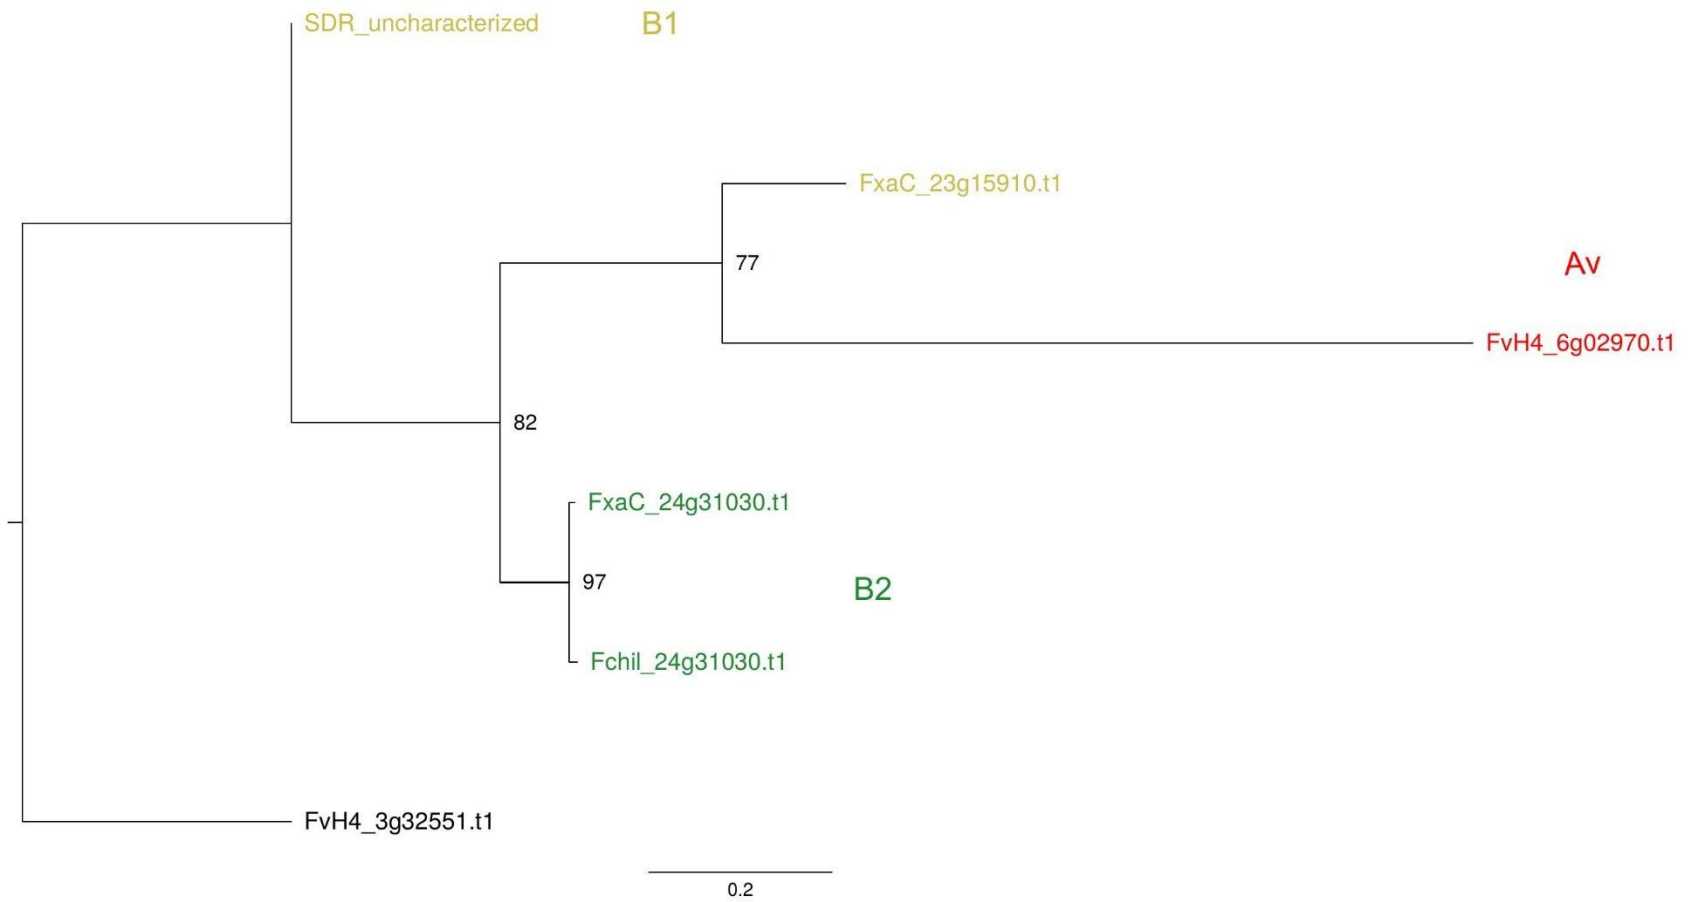 SDR_uncharacterized B1
FxaC_23g15910.t1
77
Av
FvH4_6g02970.t1
82
FxaC_24g31030.t1
97
B2
Fchil_24g31030.t1
FvH4_3g32551.t1
0.2